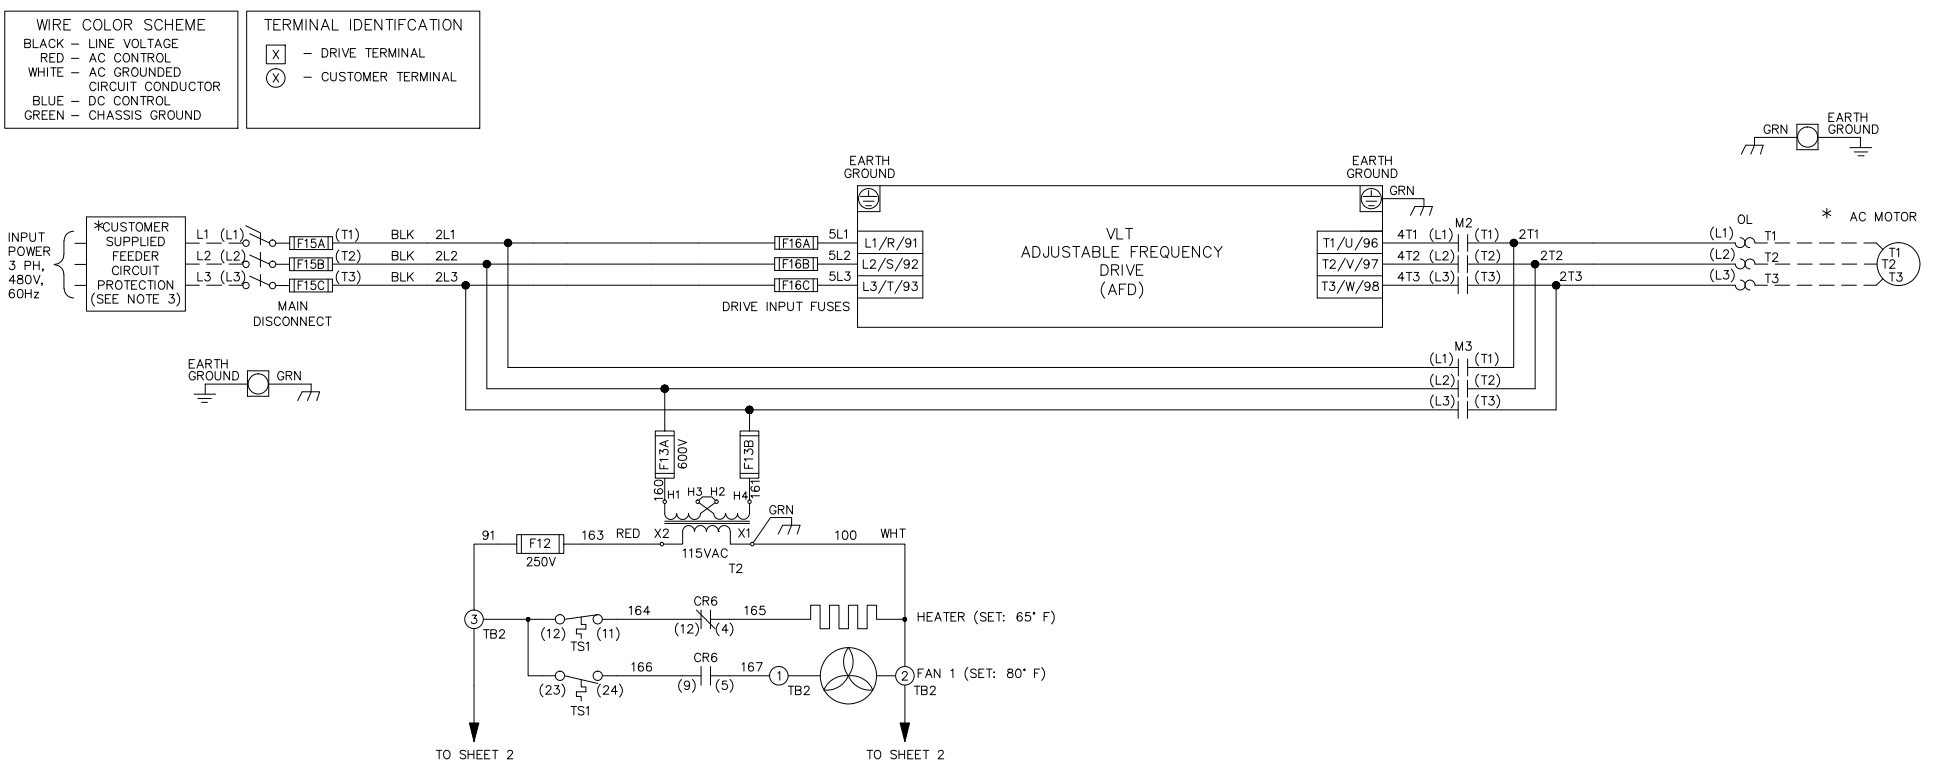 WIRE COLOR SCHEME
BLACK – LINE VOLTAGE
RED – AC CONTROL
WHITE – AC GROUNDED
CIRCUIT CONDUCTOR
BLUE – DC CONTROL
GREEN – CHASSIS GROUND
TERMINAL IDENTIFCATION
X – DRIVE TERMINAL
X – CUSTOMER TERMINAL
INPUT
POWER
3 PH,
480V,
60Hz
*CUSTOMER
SUPPLIED
FEEDER
CIRCUIT
PROTECTION
(SEE NOTE 3)
L1 (L1) F15A (T1) BLK 2L1
L2 (L2) F15B (T2) BLK 2L2
L3 (L3) F15C (T3) BLK 2L3
MAIN
DISCONNECT
EARTH
GROUND GRN
F16A 5L1 L1/R/91
F16B 5L2 L2/S/92
F16C 5L3 L3/T/93
DRIVE INPUT FUSES
EARTH
GROUND
VLT
ADJUSTABLE FREQUENCY
DRIVE
(AFD)
EARTH
GROUND
GRN
M2
T1/U/96 4T1 (L1) (T1) 2T1
T2/V/97 4T2 (L2) (T2) 2T2
T3/W/98 4T3 (L3) (T3) 2T3
GRN EARTH
GROUND
OL
(L1) T1
(L2) T2
(L3) T3
* AC MOTOR
T1
T2
T3
M3
(L1) (T1)
(L2) (T2)
(L3) (T3)
F13A
600V
F13B
160
161
H1 H3 H2 H4
GRN
91 F12 163 RED X2 X1 100 WHT
250V
115VAC
T2
3 TB2
(12) (11) 164 CR6 165 HEATER (SET: 65° F)
TS1
(12) (4)
(23) (24) 166 CR6 167 1 2 FAN 1 (SET: 80° F)
TS1
(9) (5)
TB2
TB2
TO SHEET 2
TO SHEET 2